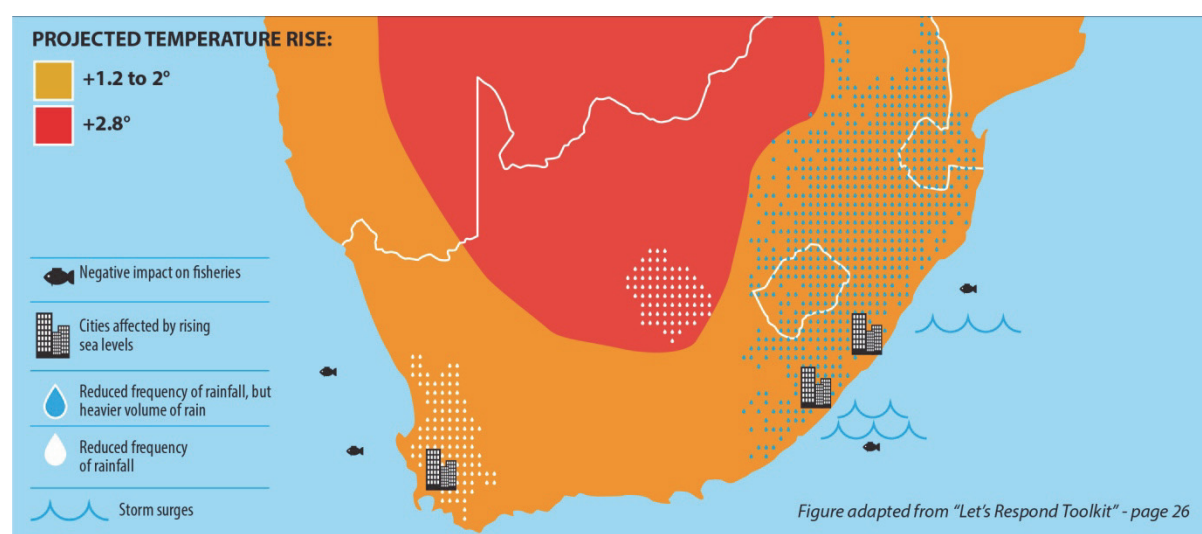 PROJECTED TEMPERATURE RISE:
+1.2 to 2°
+2.8°
Negative impact on fisheries
Cities affected by rising
sea levels
Reduced frequency of rainfall, but
heavier volume of rain
Reduced frequency
of rainfall
Storm surges
Figure adapted from “Let’s Respond Toolkit” - page 26